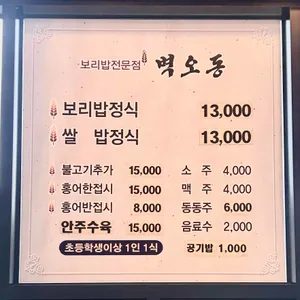 보리밥전문점 벽오동
보리밥정식 13,000
쌀 밥정식 13,000
불고기추가 15,000
홍어한접시 15,000
홍어반접시 8,000
안주수육 15,000
초등학생이상 1인 1식
소 주 4,000
맥 주 4,000
동동주 6,000
음료수 2,000
공기밥 1.000